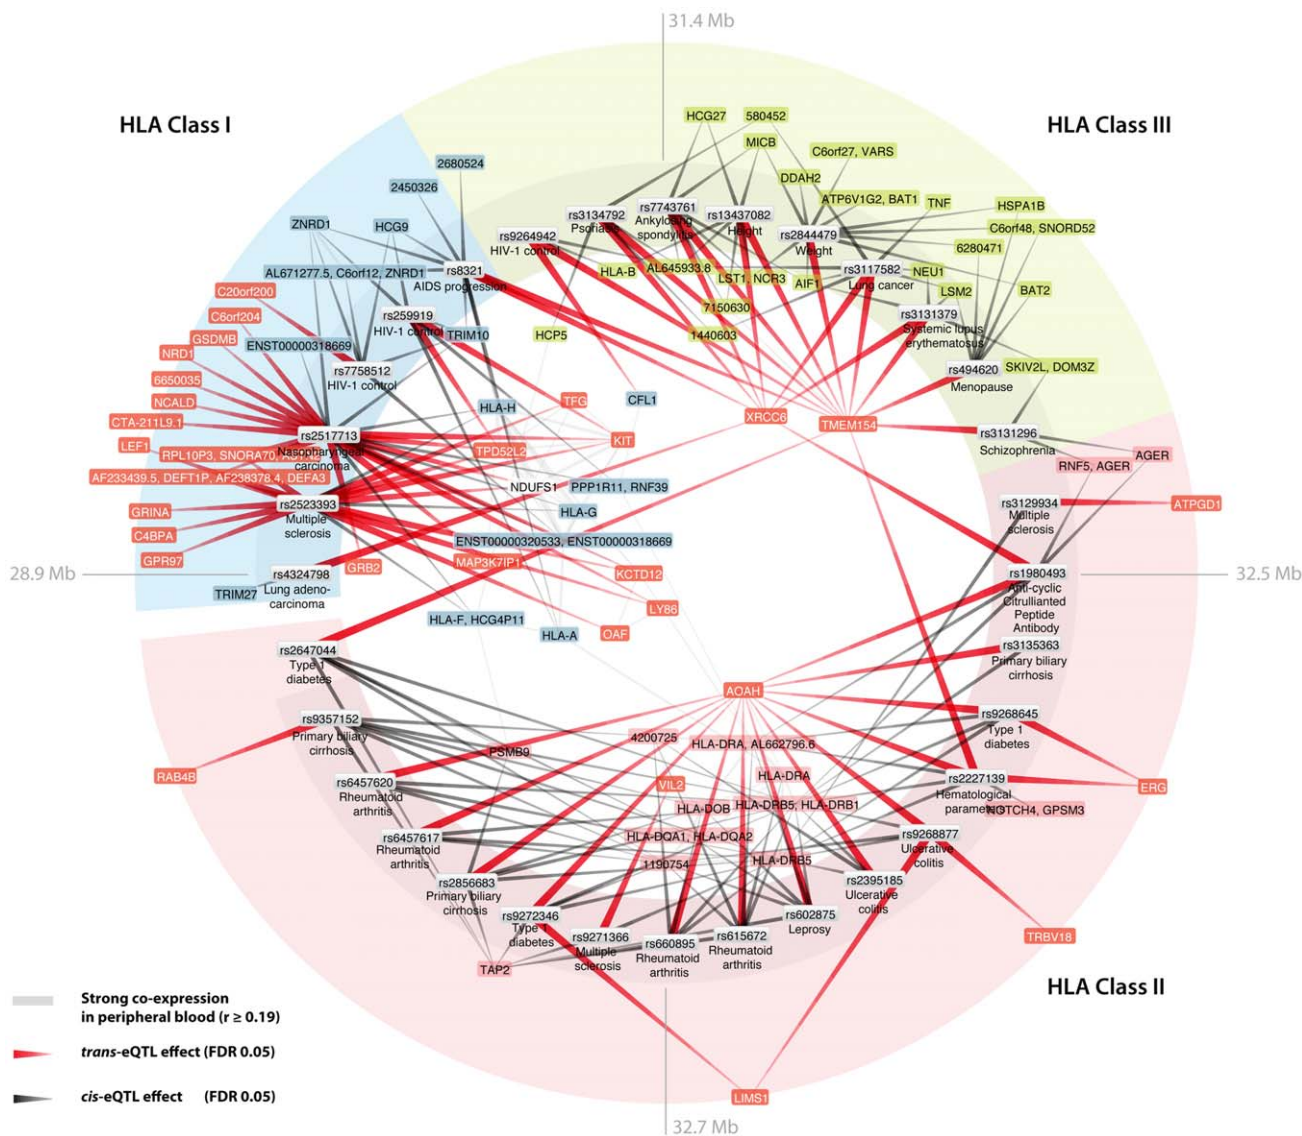 31.4 Mb
HLA Class I
HLA Class III
HCG27
580452
MICB
C6orf27, VARS
2680524
DDAH2
2450326
ATP6V1G2, BAT1
TNF
HSPA1B
rs7743761
Ankylosing
spondylitis
rs3134792
Psoriasis
rs13437082
Height
ZNRD1
HCG9
C6orf48, SNORD52
rs9264942
HIV-1 control
rs2844479
Weight
6280471
AL671277.5, C6orf12, ZNRD1
rs8321
AIDS progression
HLA-B
AL645933.8
LST1, NCR3
AIF1
rs3117582
Lung cancer
NEU1
LSM2
BAT2
C20orf200
C6orf204
rs259919
HIV-1 control
TRIM10
HCP5
7150630
1440603
rs3131379
Systemic lupus
erythematosus
GSDMB
NRD1
ENST00000318669
6650035
rs7758512
HIV-1 control
rs494620
Menopause
SKIV2L, DOM3Z
NCALD
CTA-211L9.1
HLA-H
TFG
CFL1
XRCC6
TMEM154
LEF1
rs2517713
Nasopharyngeal
carcinoma
KIT
rs3131296
Schizophrenia
RPL10P3, SNORA70,
TPD52L2
AGER
RNF5, AGER
AF233439.5, DEFT1P, AF238378.4, DEFA3
NDUFS1
PPP1R11, RNF39
GRINA
rs2523393
Multiple
sclerosis
HLA-G
rs3129934
Multiple
sclerosis
ATPGD1
C4BPA
ENST00000320533, ENST00000318669
GPR97
GRB2
MAP3K7IP1
KCTD12
28.9 Mb
rs4324798
Lung adeno-
carcinoma
TRIM27
rs1980493
Anti-cyclic
Citrullianted
Peptide
Antibody
32.5 Mb
LY86
HLA-F, HCG4P11
HLA-A
OAF
rs2647044
Type 1
diabetes
rs3135363
Primary biliary
cirrhosis
AOAH
rs9357152
Primary biliary
cirrhosis
rs9268645
Type 1
diabetes
4200725
HLA-DRA, AL662796.6
PSMB9
RAB4B
rs6457620
Rheumatoid
arthritis
VIL2
HLA-DRA
rs2227139
Hematological
parameters
ERG
HLA-DOB
HLA-DRB5, HLA-DRB1
NOTCH4, GPSM3
rs6457617
Rheumatoid
arthritis
HLA-DQA1, HLA-DQA2
rs9268877
Ulcerative
colitis
1190754
HLA-DRB5
rs2856683
Primary biliary
cirrhosis
rs2395185
Ulcerative
colitis
rs9272346
Type
diabetes
rs602875
Leprosy
rs9271366
Multiple
sclerosis
rs660895
Rheumatoid
arthritis
rs615672
Rheumatoid
arthritis
TRBV18
TAP2
HLA Class II
Strong co-expression
in peripheral blood (r ≥ 0.19)
trans-eQTL effect (FDR 0.05)
cis-eQTL effect (FDR 0.05)
LIMS1
32.7 Mb